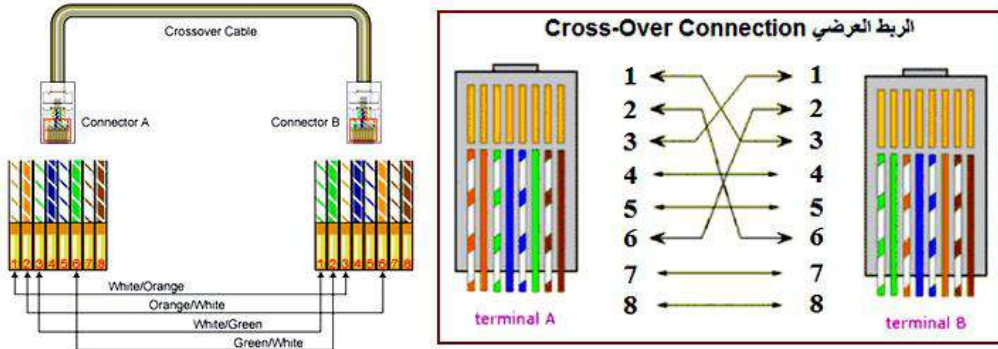 Crossover Cable
Connector A
Connector B
1 2 3 4 5 6 7 8
1 2 3 4 5 6 7 8
White/Orange
Orange/White
White/Green
Green/White
Cross-Over Connection الربط العرضي
1 1
2 2
3 3
4 4
5 5
6 6
7 7
8 8
terminal A
terminal B